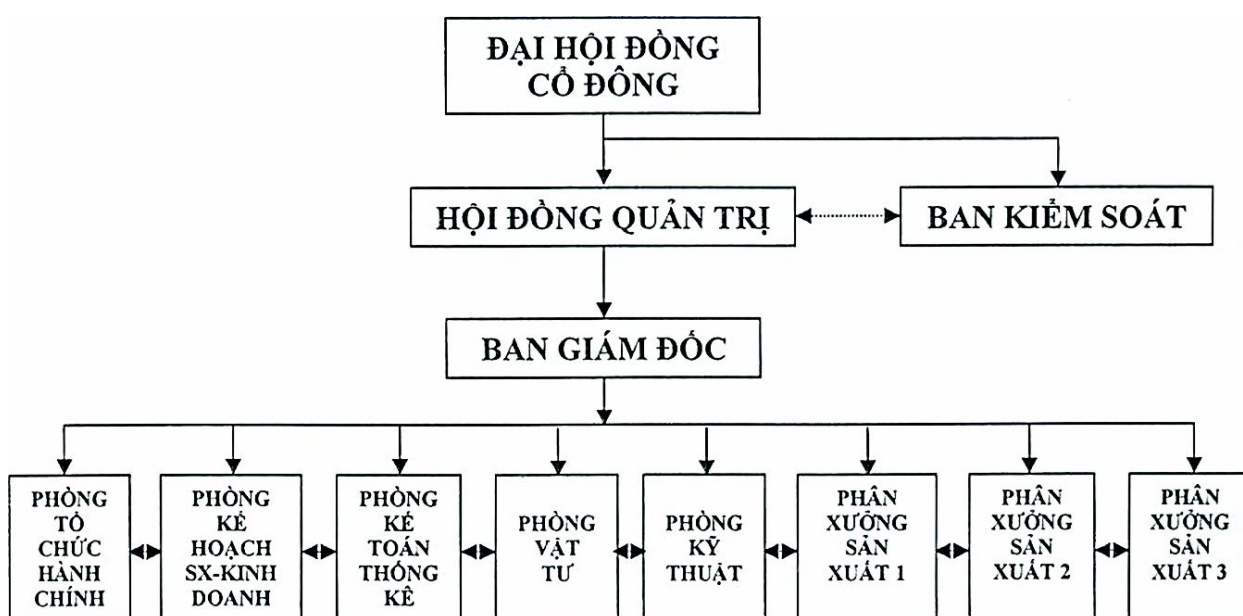 ĐẠI HỘI ĐỒNG
CỔ ĐÔNG
HỘI ĐỒNG QUẢN TRỊ
BAN KIỂM SOÁT
BAN GIÁM ĐỐC
PHÒNG
TỔ
CHỨC
HÀNH
CHÍNH
PHÒNG
KẾ
HOẠCH
SX-KINH
DOANH
PHÒNG
KẾ
TOÁN
THỐNG
KÊ
PHÒNG
VẬT
TƯ
PHÒNG
KỸ
THUẬT
PHÂN
XƯỞNG
SẢN
XUẤT 1
PHÂN
XƯỞNG
SẢN
XUẤT 2
PHÂN
XƯỞNG
SẢN
XUẤT 3